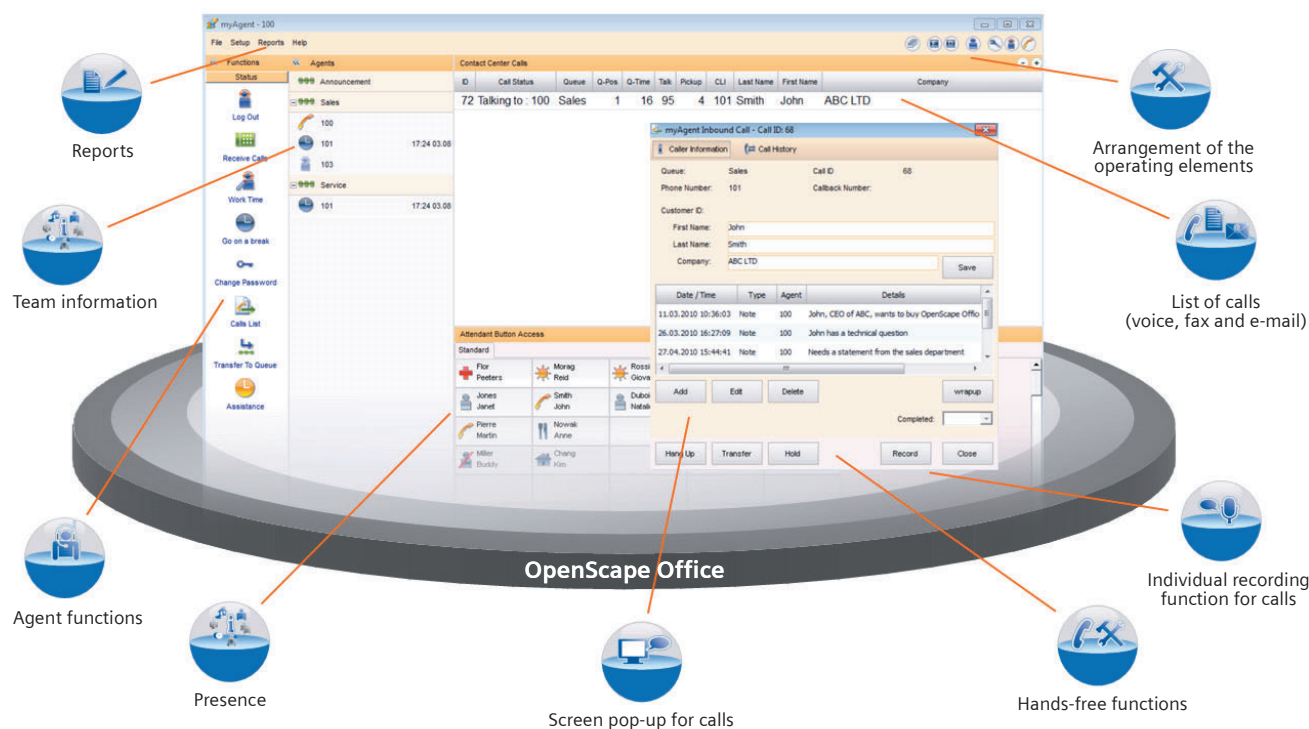 myAgent - 100
File Setup Reports Help
Functions
Agents
Contact Center Calls
Status
Announcement
ID Call Status Queue Q-Pos Q-Time Talk Pickup CLI Last Name First Name Company
72 Talking to : 100 Sales 1 16 95 4 101 Smith John ABC LTD
Sales
100
101 17:24 03.08
103
Service
101 17:24 03.08
Log Out
Receive Calls
Work Time
Go on a break
Change Password
Calls List
Transfer To Queue
Assistance
myAgent Inbound Call - Call ID: 68
Caller Information Call History
Queue: Sales Call ID 68
Phone Number: 101 Callback Number:
Customer ID:
First Name: John
Last Name: Smith
Company: ABC LTD
Save
Date / Time Type Agent Details
11.03.2010 10:36:03 Note 100 John, CEO of ABC, wants to buy OpenScape Offic
26.03.2010 16:27:09 Note 100 John has a technical question
27.04.2010 15:44:41 Note 100 Needs a statement from the sales department
Add Edit Delete wrapup
Completed:
Hang Up Transfer Hold Record Close
Attendant Button Access
Standard
Flor
Peeters
Morag
Reid
Rossi
Giova
Jones
Janet
Smith
John
Duboi
Natali
Pierre
Martin
Nowak
Anne
Miller
Buddy
Chang
Kim
OpenScape Office
Reports
Team information
Agent functions
Presence
Screen pop-up for calls
Hands-free functions
Individual recording
function for calls
List of calls
(voice, fax and e-mail)
Arrangement of the
operating elements